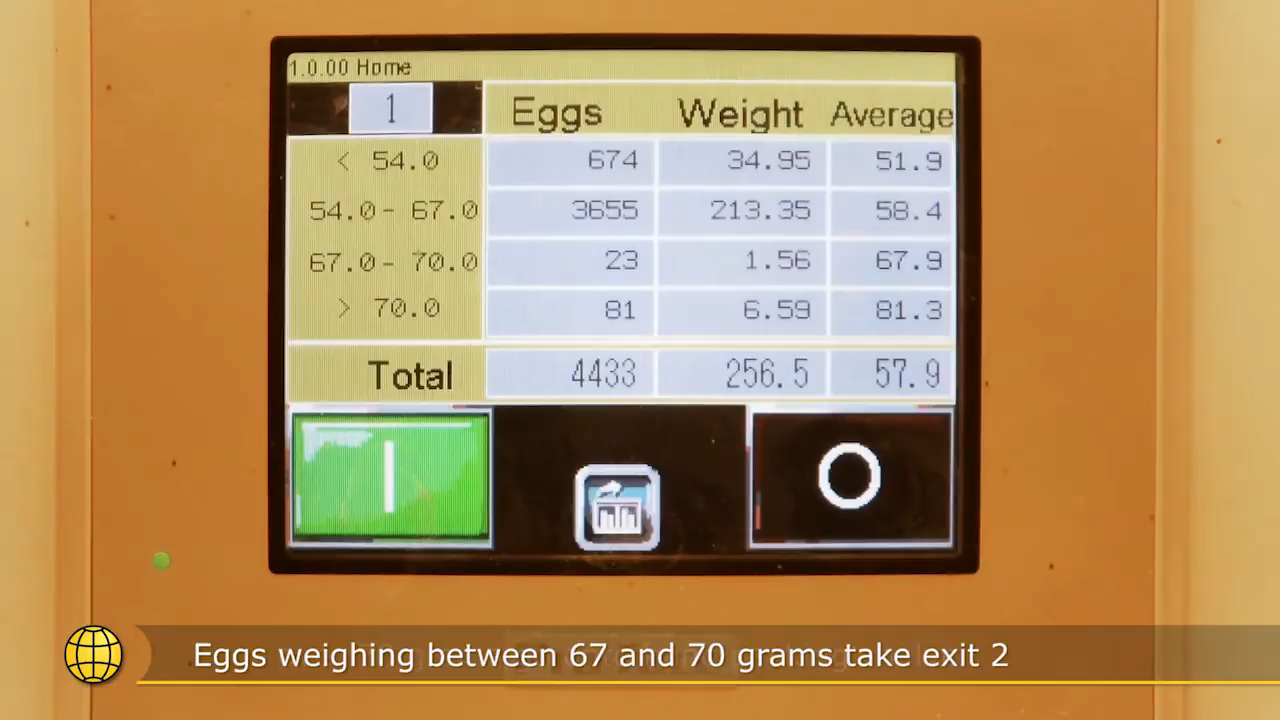 1.0.00 Home
1 Eggs Weight Average
< 54.0 674 34.95 51.9
54.0- 67.0 3655 213.35 58.4
67.0- 70.0 23 1.56 67.9
> 70.0 81 6.59 81.3
Total 4433 256.5 57.9
Eggs weighing between 67 and 70 grams take exit 2